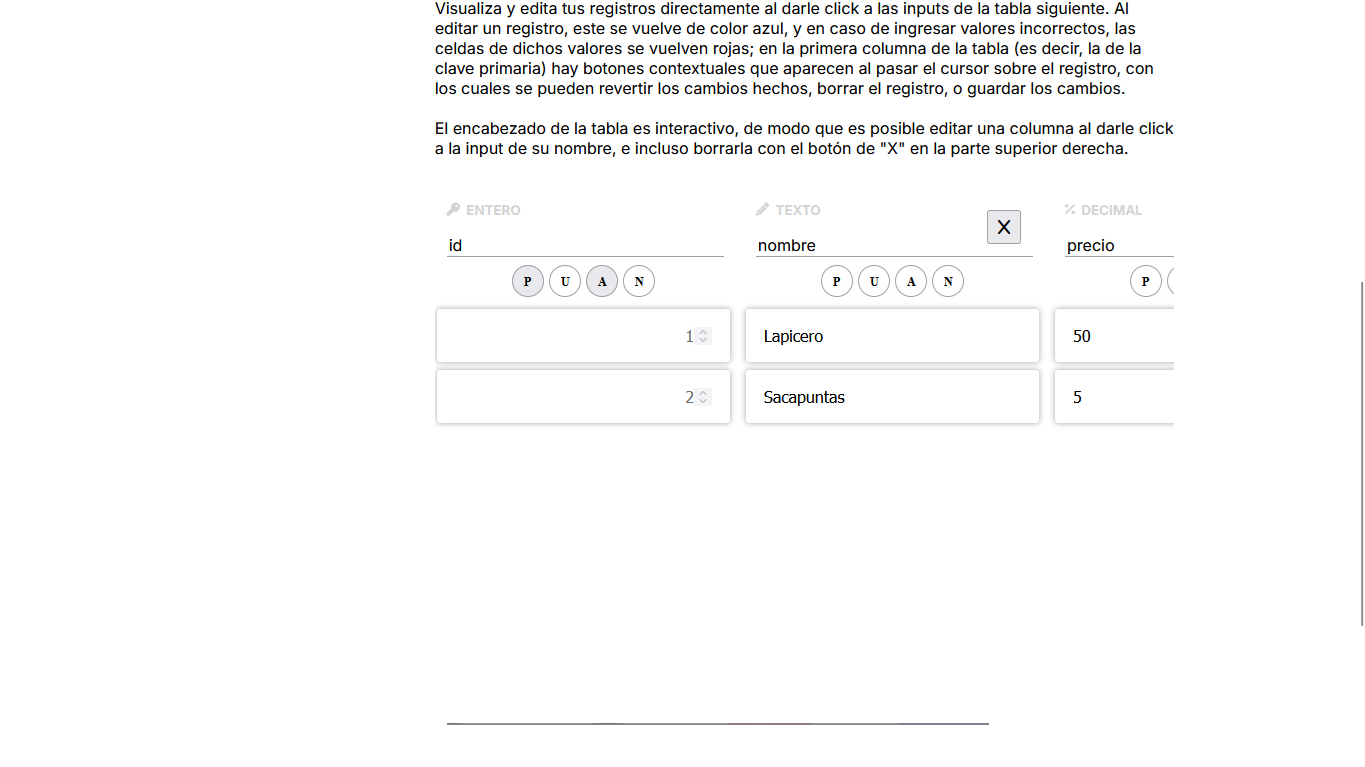 Visualiza y edita tus registros directamente al darle click a las inputs de la tabla siguiente. Al
editar un registro, este se vuelve de color azul, y en caso de ingresar valores incorrectos, las
celdas de dichos valores se vuelven rojas; en la primera columna de la tabla (es decir, la de la
clave primaria) hay botones contextuales que aparecen al pasar el cursor sobre el registro, con
los cuales se pueden revertir los cambios hechos, borrar el registro, o guardar los cambios.
El encabezado de la tabla es interactivo, de modo que es posible editar una columna al darle click
a la input de su nombre, e incluso borrarla con el botón de "X" en la parte superior derecha.
ENTERO TEXTO DECIMAL
X
id nombre precio
P U A N P U A N P
1 Lapicero 50
2 Sacapuntas 5